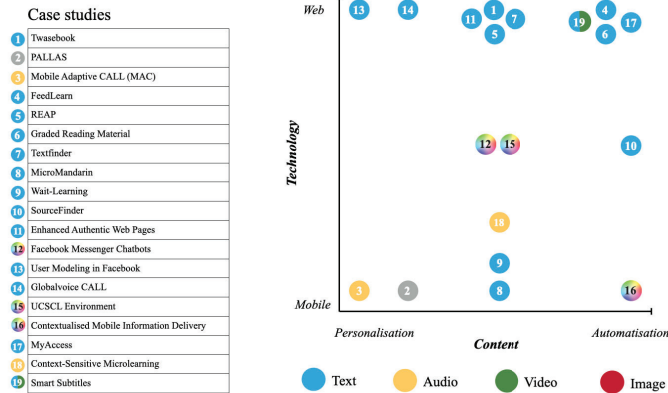 Case studies
1 Twasebook
2 PALLAS
3 Mobile Adaptive CALL (MAC)
4 FeedLearn
5 REAP
6 Graded Reading Material
7 Textfinder
8 MicroMandarin
9 Wait-Learning
10 SourceFinder
11 Enhanced Authentic Web Pages
12 Facebook Messenger Chatbots
13 User Modeling in Facebook
14 Globalvoice CALL
15 UCSCL Environment
16 Contextualised Mobile Information Delivery
17 MyAccess
18 Context-Sensitive Microlearning
19 Smart Subtitles
Web
13 14 11 1 7 5 19 4 17 6
Technology
12 15 10
18
9
3 2 8 16
Mobile
Personalisation Automatisation
Content
Text Audio Video Image